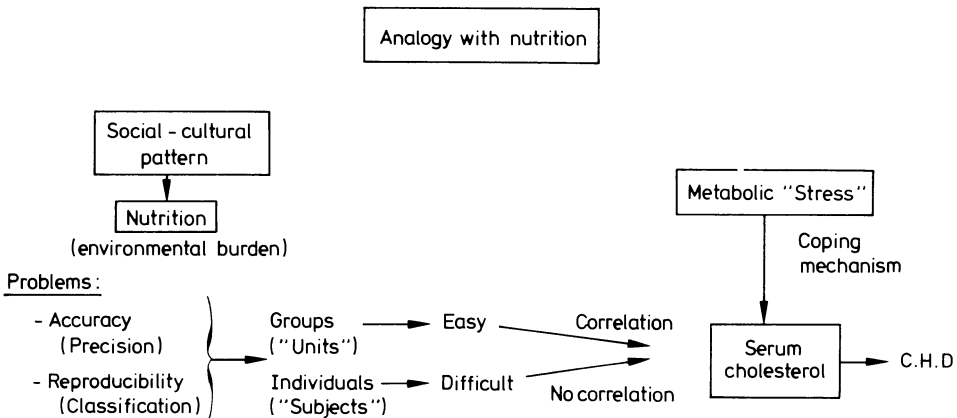 Analogy with nutrition
Social - cultural
pattern
Nutrition
(environmental burden)
Metabolic "Stress"
Coping
mechanism
Problems:
- Accuracy
(Precision)
- Reproducibility
(Classification)
Groups
("Units")
Easy
Correlation
Individuals
("Subjects")
Difficult
No correlation
Serum
cholesterol
C.H.D